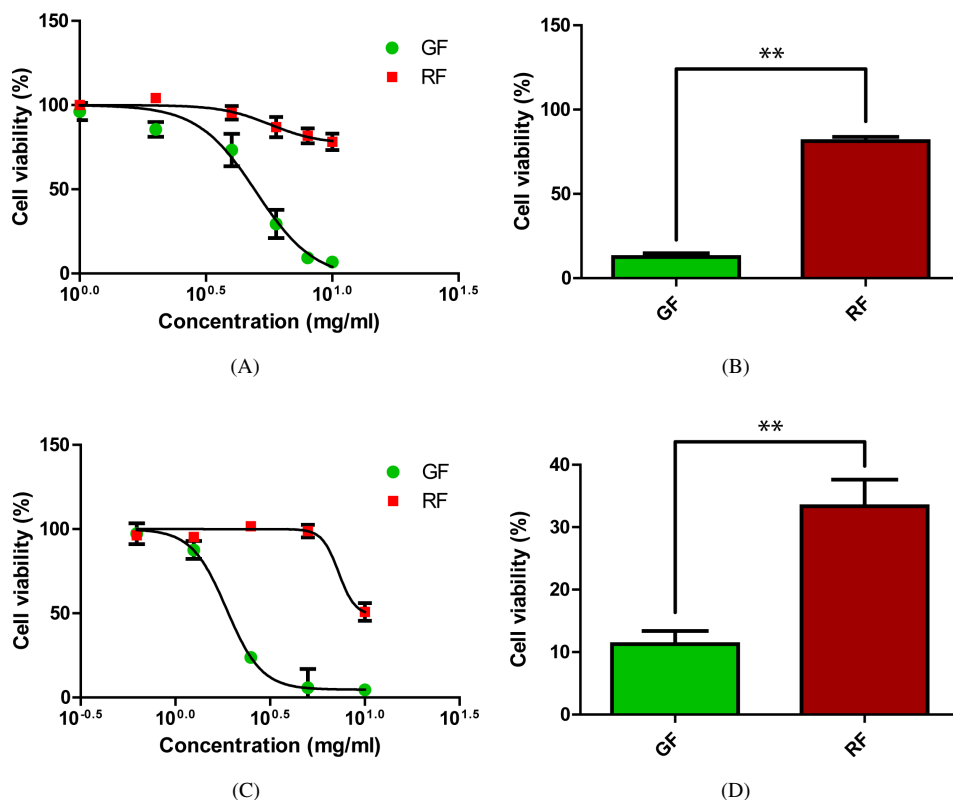 150
100
50
0
Cell viability (%)
GF
RF
10^0.0
10^0.5
10^1.0
10^1.5
Concentration (mg/ml)
(A)
150
100
50
0
Cell viability (%)
**
GF
RF
(B)
150
100
50
0
Cell viability (%)
GF
RF
10^-0.5
10^0.0
10^0.5
10^1.0
10^1.5
Concentration (mg/ml)
(C)
40
30
20
10
0
Cell viability (%)
**
GF
RF
(D)